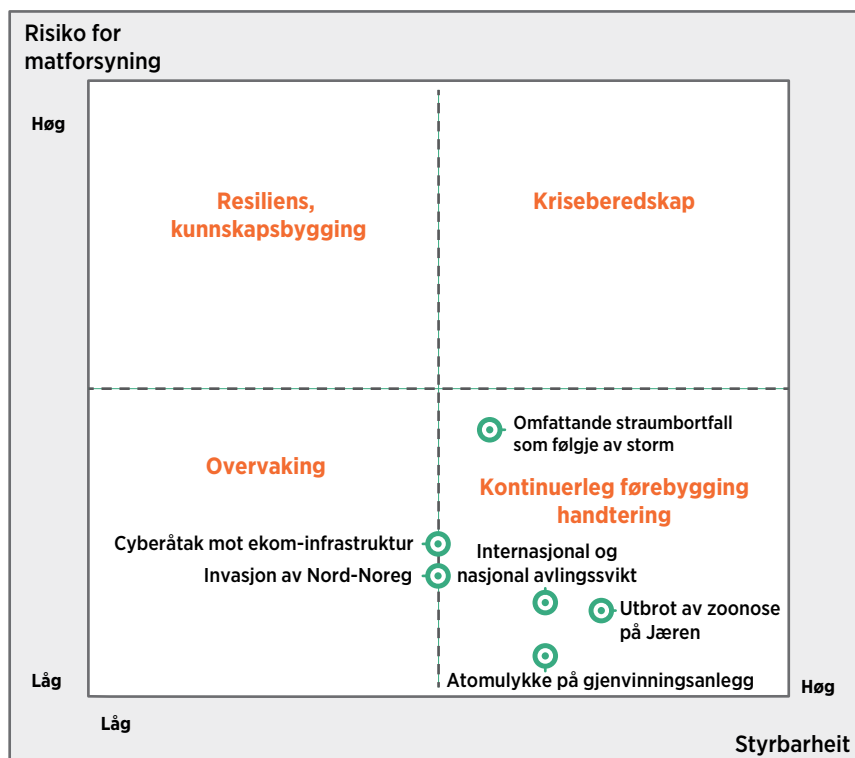 Risiko for
matforsyning
Høg
Resiliens,
kunnskapsbygging
Kriseberedskap
Omfattande straumbortfall
som følgje av storm
Overvaking
Kontinuerleg førebygging
handtering
Cyberåtak mot ekom-infrastruktur
Internasjonal og
nasjonal avlingssvikt
Invasjon av Nord-Noreg
Utbrot av zoonose
på Jæren
Atomulykke på gjenvinningsanlegg
Låg
Høg
Låg
Styrbarheit